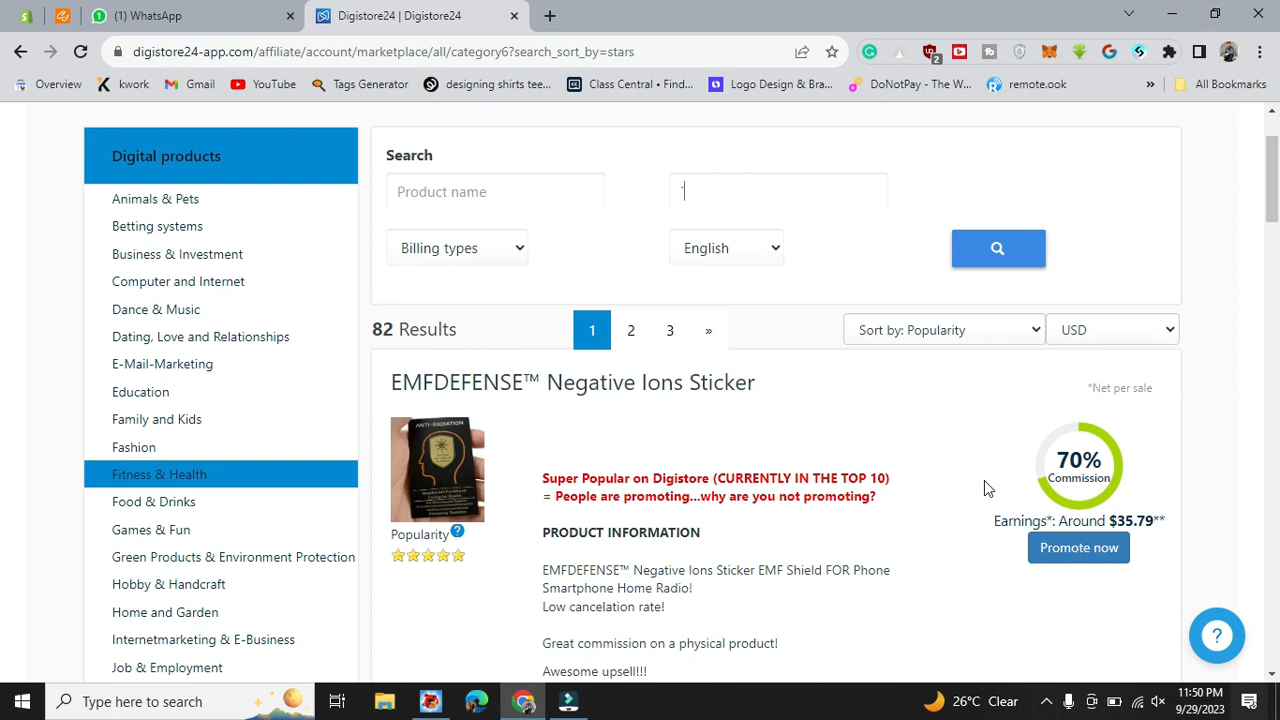 (1) WhatsApp
Digistore24 | Digistore24
digistore24-app.com/affiliate/account/marketplace/all/category6?search_sort_by=stars
2
Overview
kwork
Gmail
YouTube
Tags Generator
designing shirts tee...
Class Central • Find...
Logo Design & Bra...
DoNotPay - The W...
remote.ook
»
All Bookmarks
Digital products
Animals & Pets
Betting systems
Business & Investment
Computer and Internet
Dance & Music
Dating, Love and Relationships
E-Mail-Marketing
Education
Family and Kids
Fashion
Fitness & Health
Food & Drinks
Games & Fun
Green Products & Environment Protection
Hobby & Handcraft
Home and Garden
Internetmarketing & E-Business
Job & Employment
Search
Product name
Billing types
English
82 Results
1 2 3 »
Sort by: Popularity
USD
EMFDEFENSE™ Negative Ions Sticker
*Net per sale
ANTI-RADIATION
Popularity
?
Super Popular on Digistore (CURRENTLY IN THE TOP 10)
= People are promoting...why are you not promoting?
PRODUCT INFORMATION
EMFDEFENSE™ Negative Ions Sticker EMF Shield FOR Phone
Smartphone Home Radio!
Low cancelation rate!
Great commission on a physical product!
Awesome upsell!!!!
70%
Commission
Earnings*: Around $35.79**
Promote now
?
Type here to search
26°C Clear
11:50 PM
9/29/2023